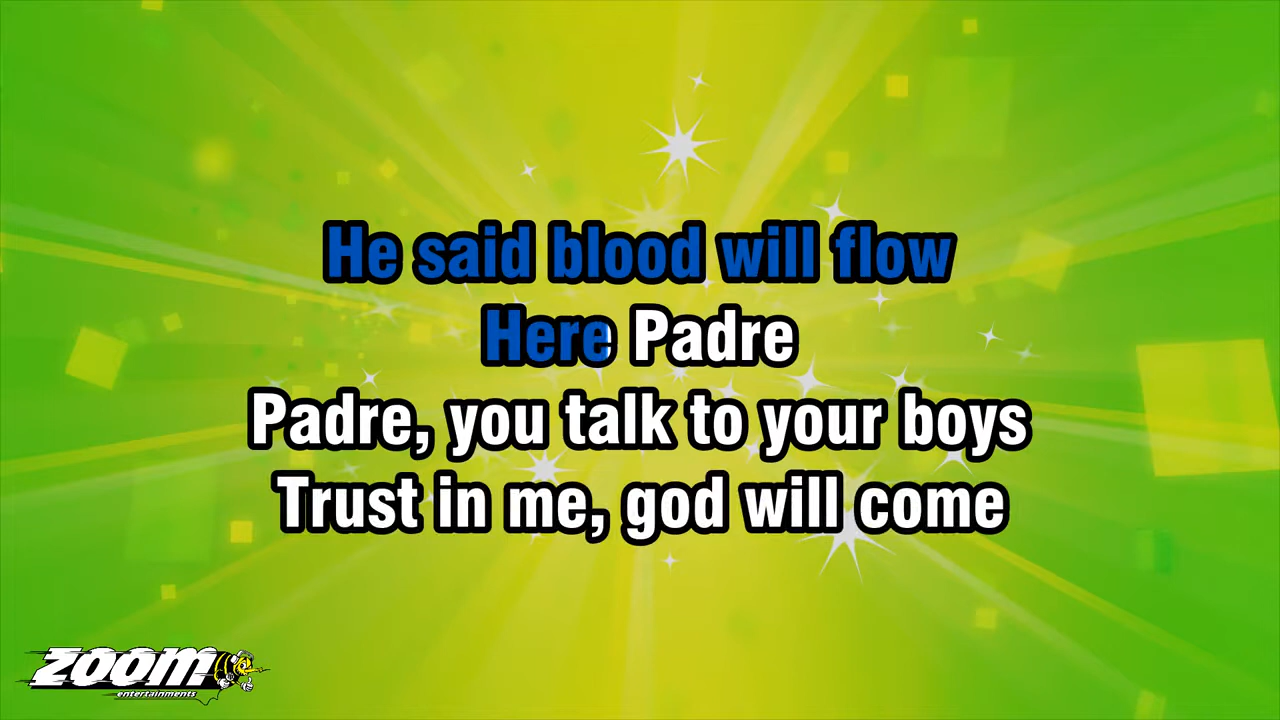 He said blood will flow
Here Padre
Padre, you talk to your boys
Trust in me, god will come
ZOOM
entertainments